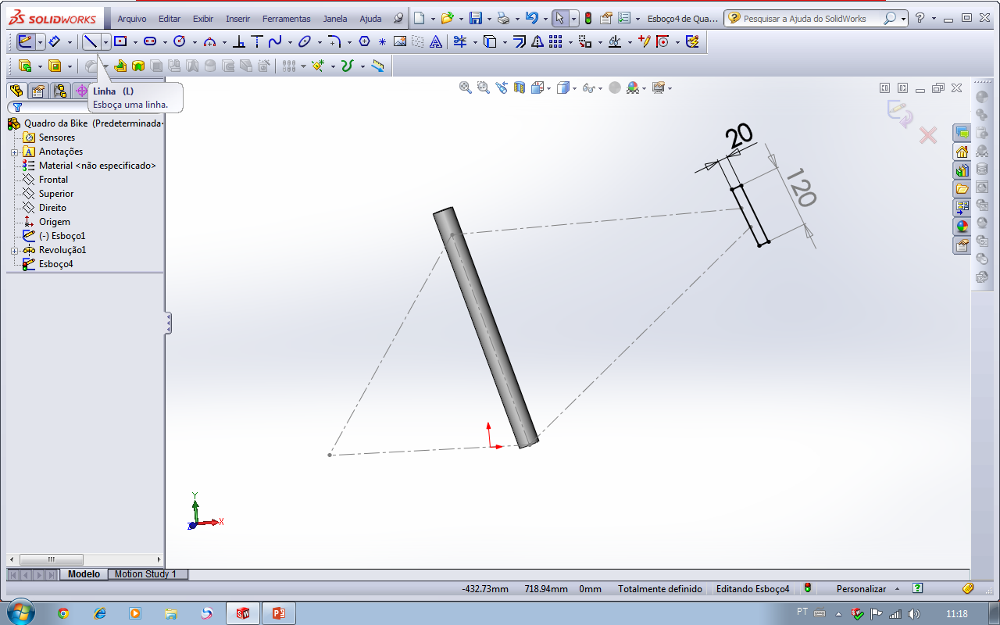 SOLIDWORKS Arquivo Editar Exibir Inserir Ferramentas Janela Ajuda Esboço4 de Qua... Pesquisar a Ajuda do SolidWorks ?
Linha (L)
Esboça uma linha.
Quadro da Bike (Predeterminada
Sensores
A Anotações
Material <não especificado>
Frontal
Superior
Direito
Origem
(-) Esboço1
Revolução1
Esboço4
20
120
Y
X
Z
Modelo Motion Study 1
-432.73mm 718.94mm 0mm Totalmente definido Editando Esboço4 Personalizar ?
PT 11:18